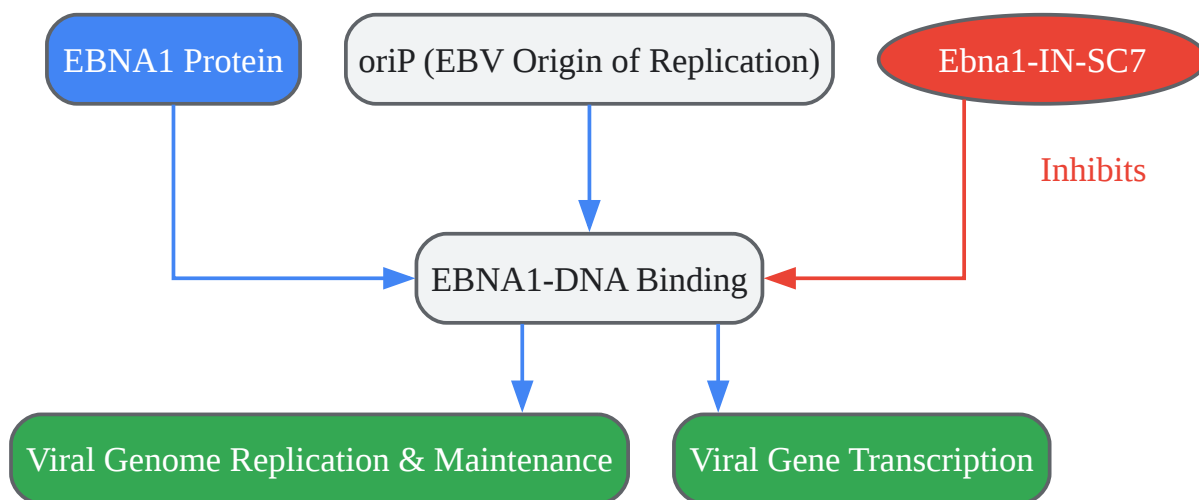 EBNA1 Protein
oriP (EBV Origin of Replication)
Ebna1-IN-SC7
Inhibits
EBNA1-DNA Binding
Viral Genome Replication & Maintenance
Viral Gene Transcription